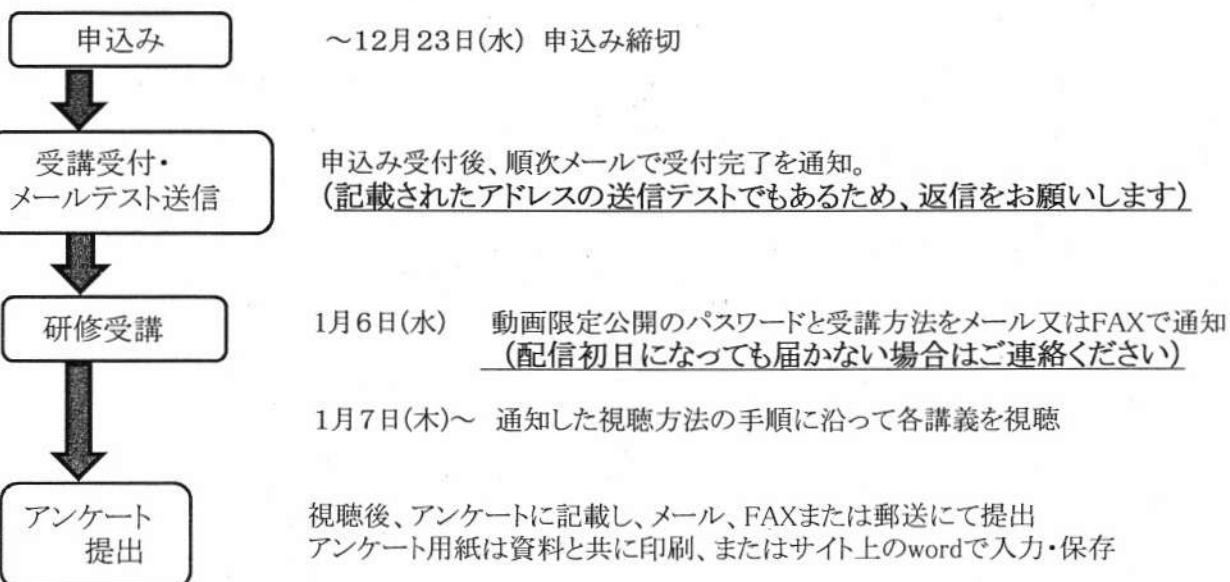 申込み
～12月23日(水) 申込み締切
受講受付・
メールテスト送信
申込み受付後、順次メールで受付完了を通知。
(記載されたアドレスの送信テストでもあるため、返信をお願いします)
研修受講
1月6日(水) 動画限定公開のパスワードと受講方法をメール又はFAXで通知
(配信初日になっても届かない場合はご連絡ください)
1月7日(木)～ 通知した視聴方法の手順に沿って各講義を視聴
アンケート
提出
視聴後、アンケートに記載し、メール、FAXまたは郵送にて提出
アンケート用紙は資料と共に印刷、またはサイト上のwordで入力・保存